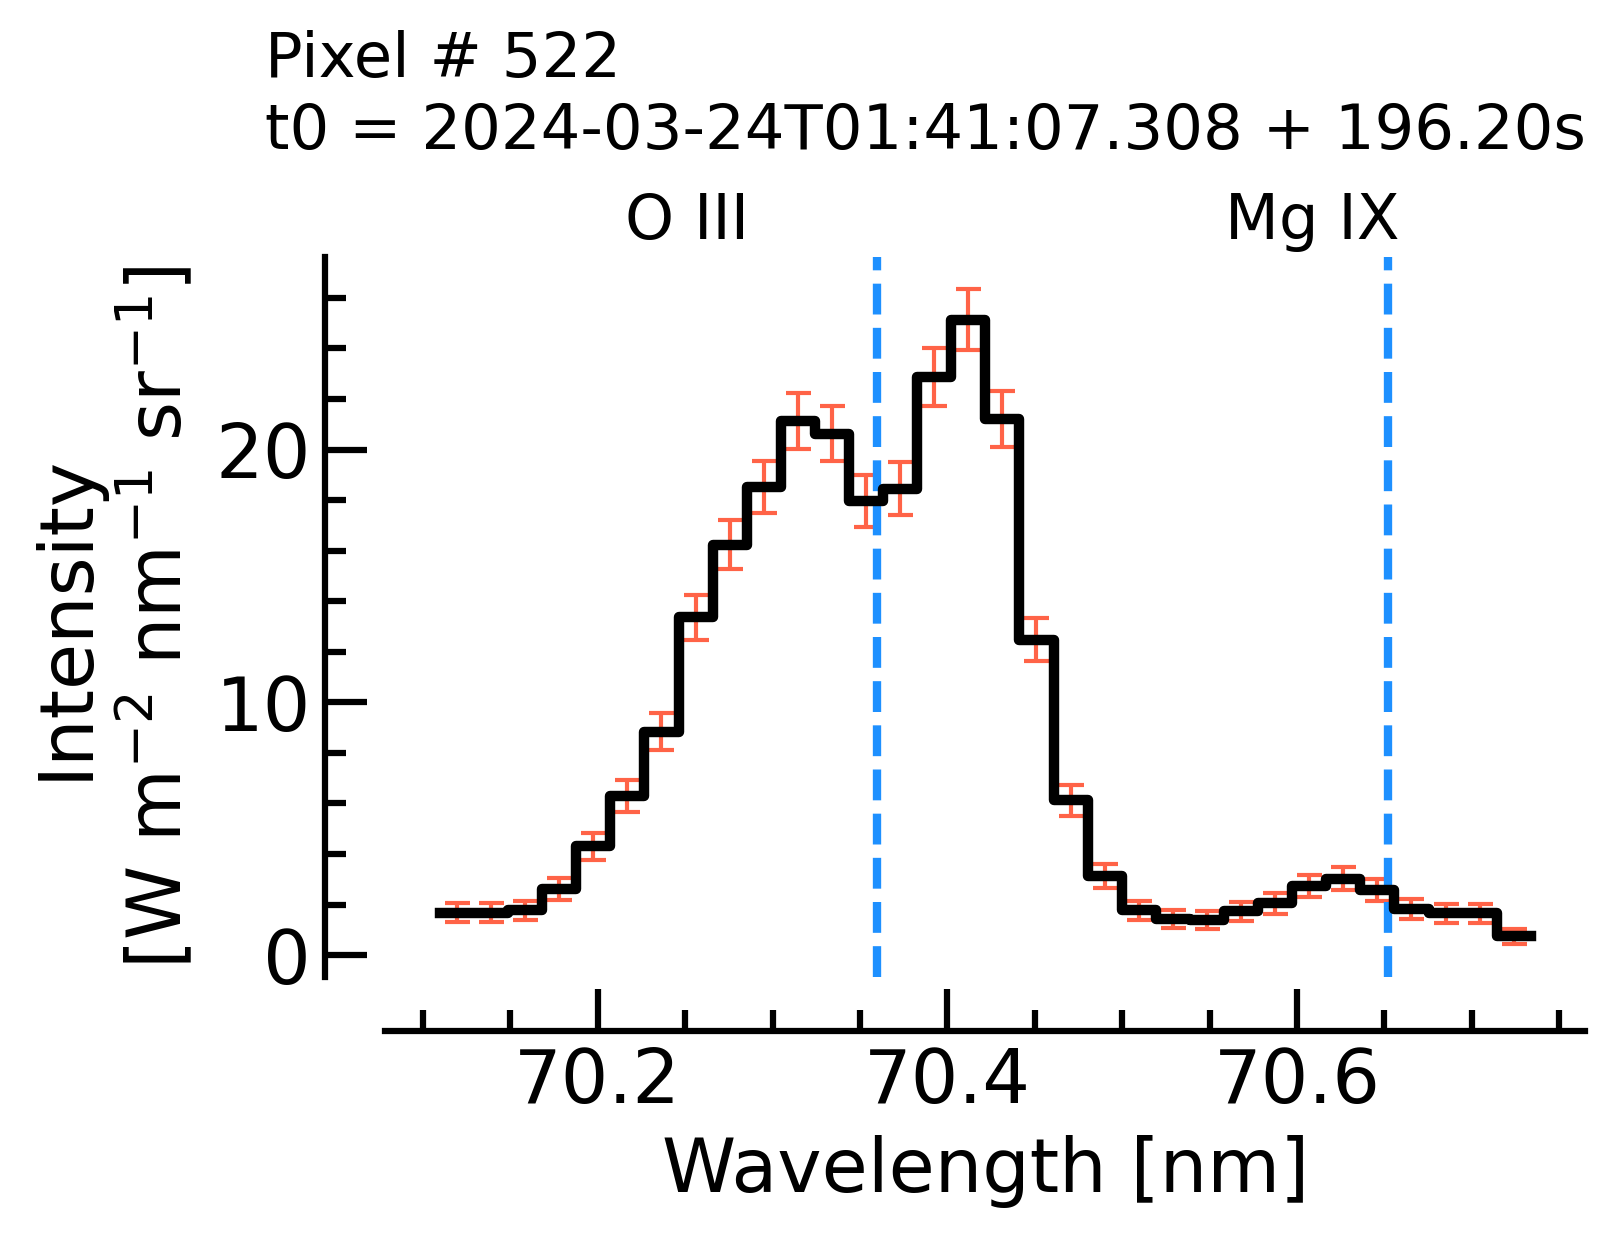 Pixel # 522
t0 = 2024-03-24T01:41:07.308 + 196.20s
O III
Mg IX
Intensity
[W m⁻² nm⁻¹ sr⁻¹]
20
10
0
70.2
70.4
70.6
Wavelength [nm]